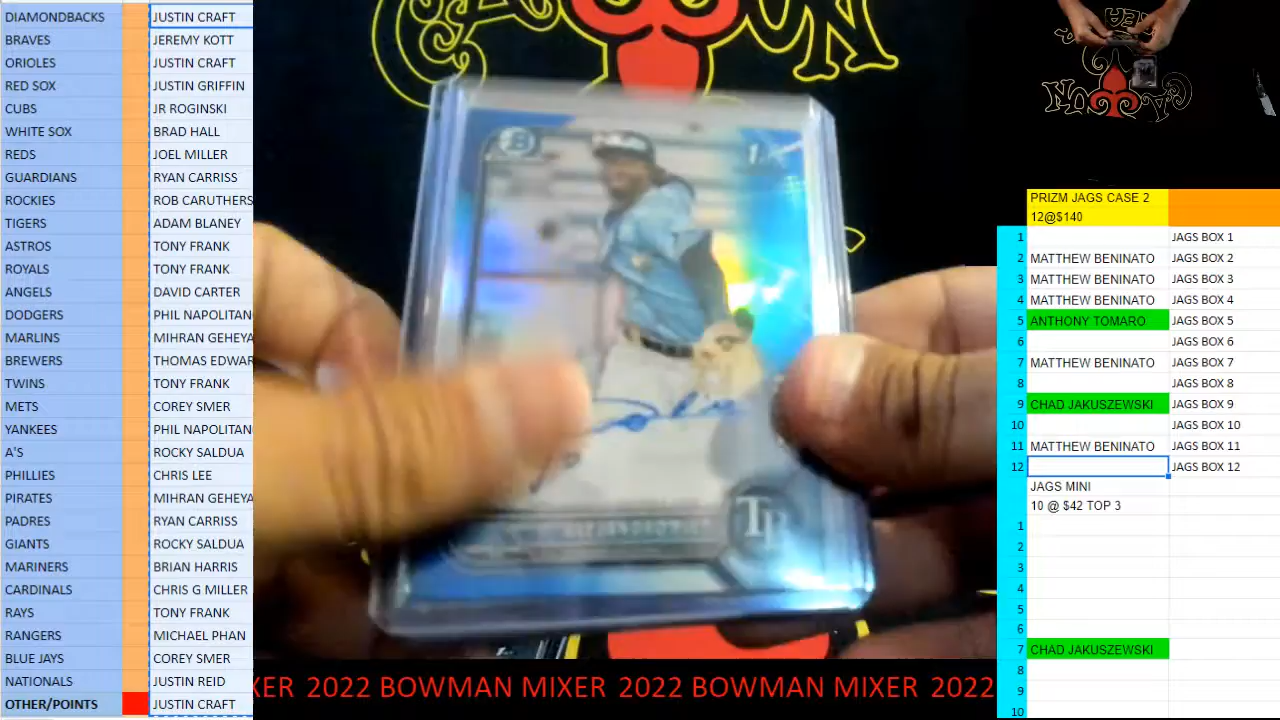 DIAMONDBACKS JUSTIN CRAFT
BRAVES JEREMY KOTT
ORIOLES JUSTIN CRAFT
RED SOX JUSTIN GRIFFIN
CUBS JR ROGINSKI
WHITE SOX BRAD HALL
REDS JOEL MILLER
GUARDIANS RYAN CARRISS
ROCKIES ROB CARUTHERS
TIGERS ADAM BLANEY
ASTROS TONY FRANK
ROYALS TONY FRANK
ANGELS DAVID CARTER
DODGERS PHIL NAPOLITAN
MARLINS MIHRAN GEHEYA
BREWERS THOMAS EDWAR
TWINS TONY FRANK
METS COREY SMER
YANKEES PHIL NAPOLITAN
A'S ROCKY SALDUA
PHILLIES CHRIS LEE
PIRATES MIHRAN GEHEYA
PADRES RYAN CARRISS
GIANTS ROCKY SALDUA
MARINERS BRIAN HARRIS
CARDINALS CHRIS G MILLER
RAYS TONY FRANK
RANGERS MICHAEL PHAN
BLUE JAYS COREY SMER
NATIONALS JUSTIN REID
OTHER/POINTS JUSTIN CRAFT
B
TB
XER 2022 BOWMAN MIXER 2022 BOWMAN MIXER 2022
PRIZM JAGS CASE 2
12@$140
1 JAGS BOX 1
2 MATTHEW BENINATO JAGS BOX 2
3 MATTHEW BENINATO JAGS BOX 3
4 MATTHEW BENINATO JAGS BOX 4
5 ANTHONY TOMARO JAGS BOX 5
6 JAGS BOX 6
7 MATTHEW BENINATO JAGS BOX 7
8 JAGS BOX 8
9 CHAD JAKUSZEWSKI JAGS BOX 9
10 JAGS BOX 10
11 MATTHEW BENINATO JAGS BOX 11
12 JAGS BOX 12
JAGS MINI
10 @ $42 TOP 3
1
2
3
4
5
6
7 CHAD JAKUSZEWSKI
8
9
10